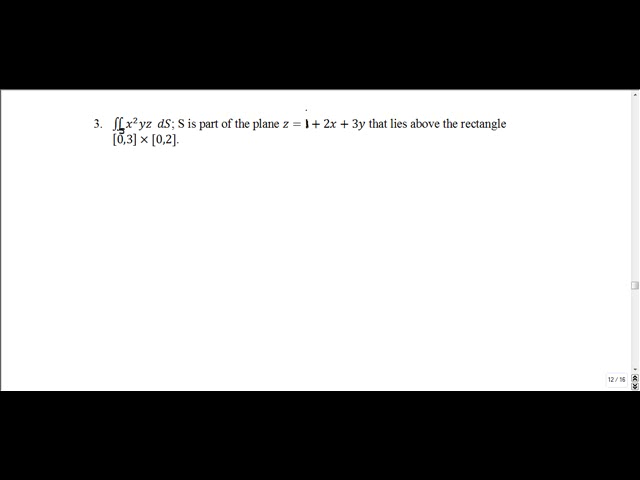 3. ∬ₛ x²yz dS; S is part of the plane z = 1 + 2x + 3y that lies above the rectangle
[0,3] × [0,2].
12 / 16